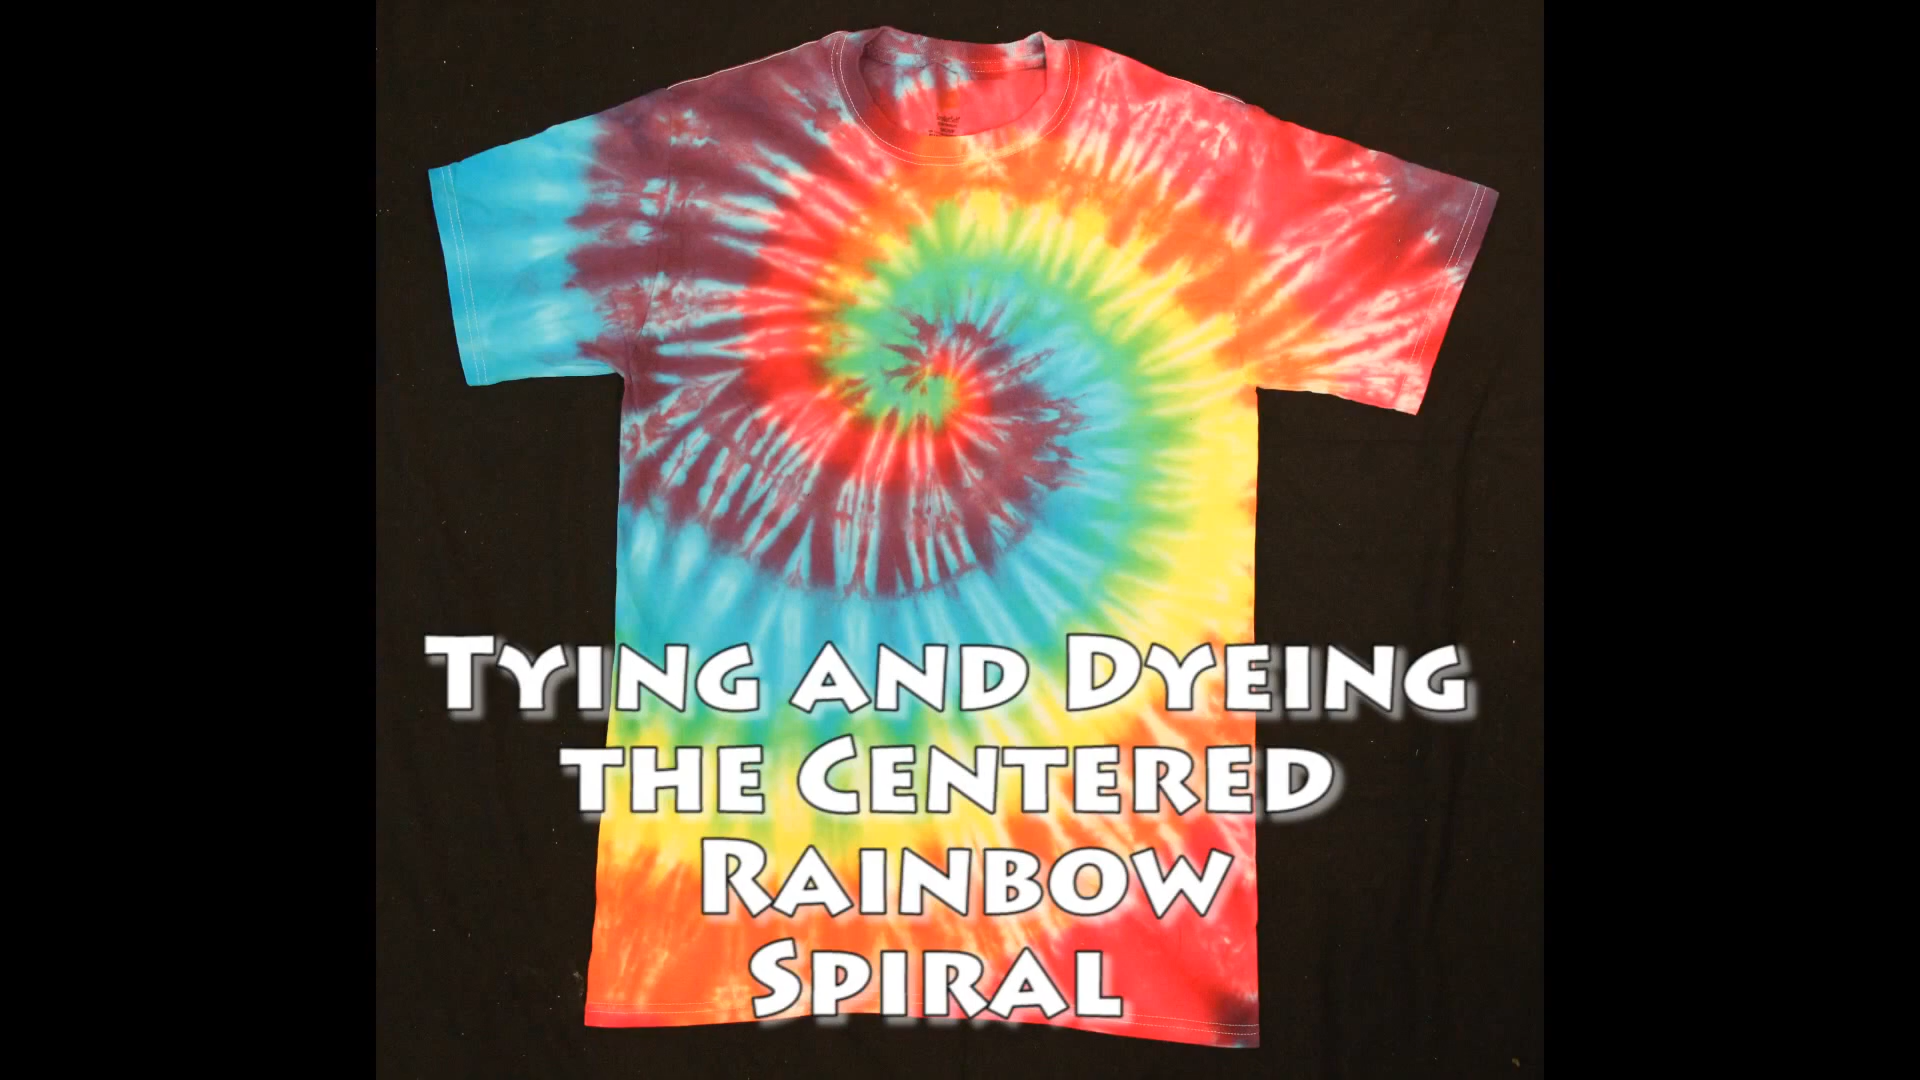 Tying and Dyeing
the Centered
Rainbow
Spiral